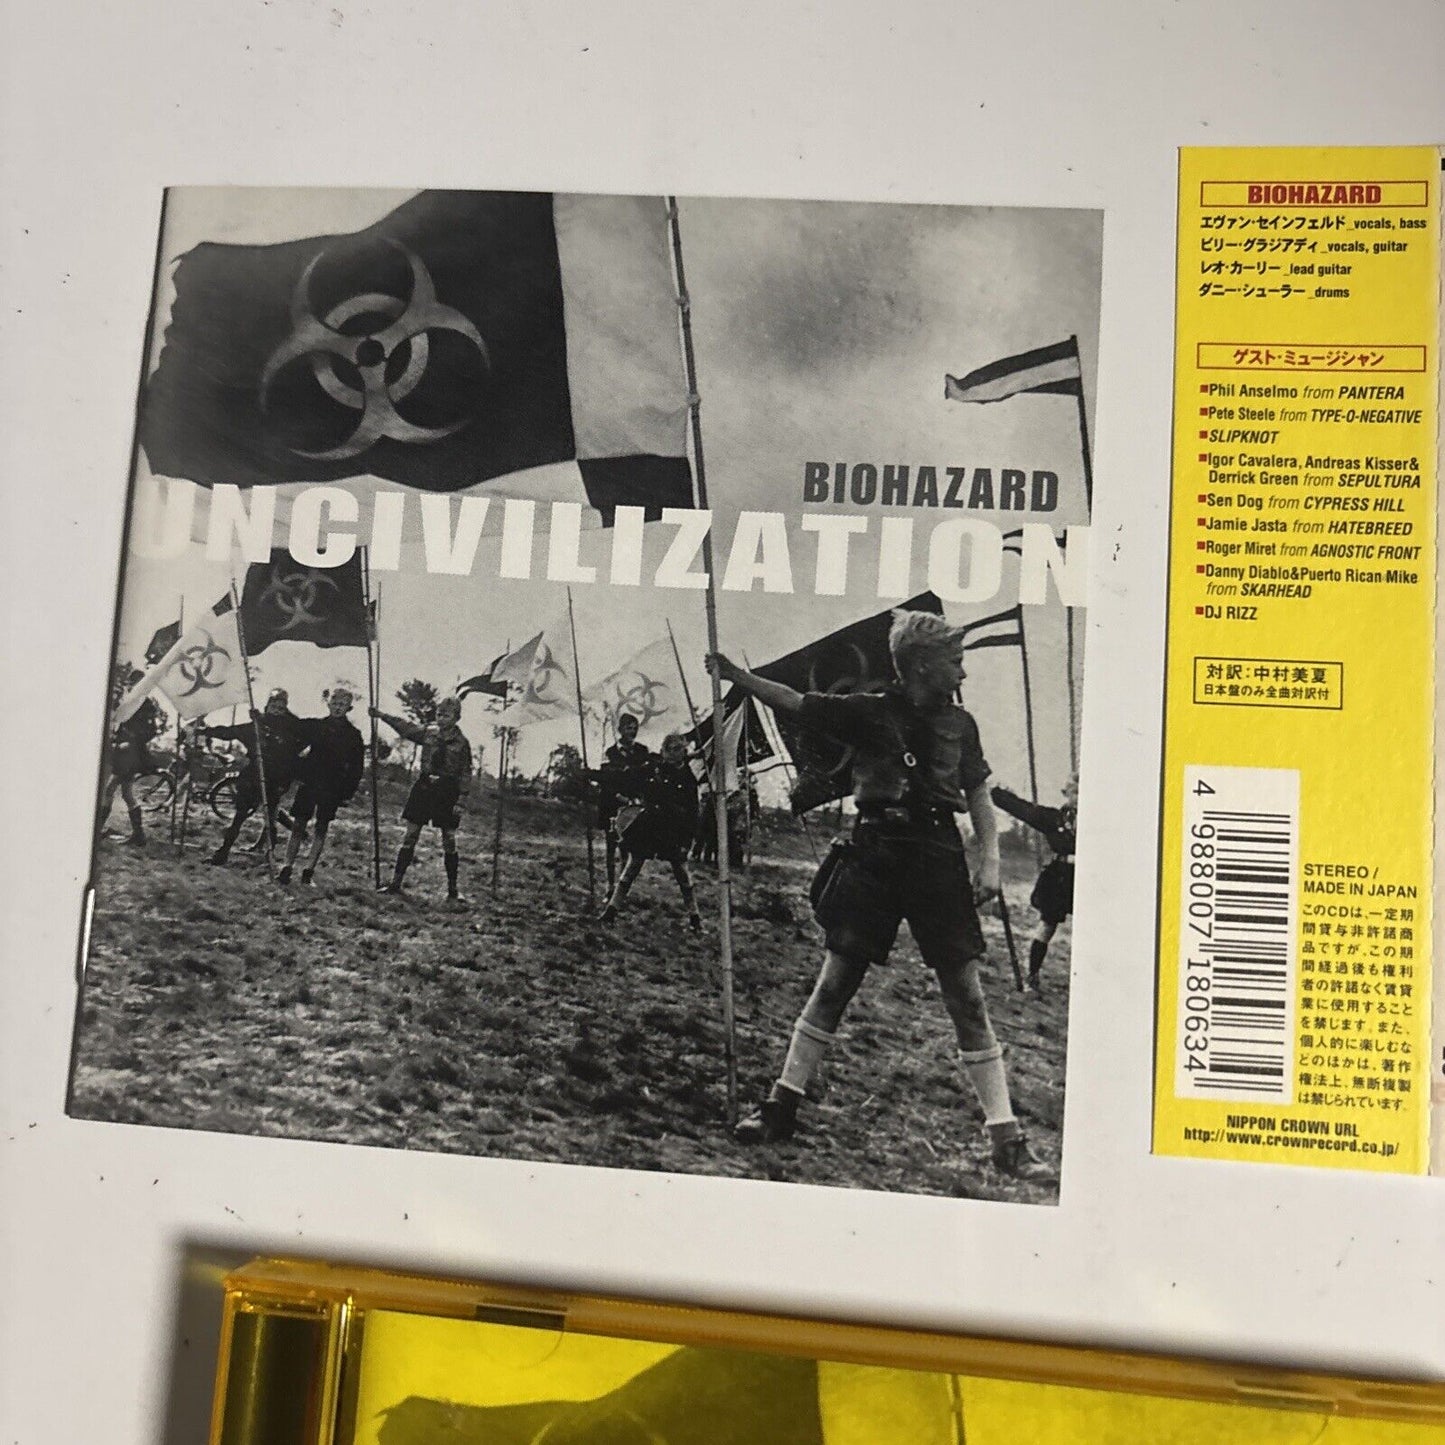 BIOHAZARD
UNCIVILIZATION
BIOHAZARD
エヴァン・セインフェルド_vocals, bass
ビリー・グラジアディ_vocals, guitar
レオ・カーリー_lead guitar
ダニー・シューラー_drums
ゲスト・ミュージシャン
■Phil Anselmo from PANTERA
■Pete Steele from TYPE-O-NEGATIVE
■SLIPKNOT
■Igor Cavalera, Andreas Kisser&
Derrick Green from SEPULTURA
■Sen Dog from CYPRESS HILL
■Jamie Jasta from HATEBREED
■Roger Miret from AGNOSTIC FRONT
■Danny Diablo&Puerto Rican Mike
from SKARHEAD
■DJ RIZZ
対訳：中村美夏
日本盤のみ全曲対訳付
4 988007 180634
STEREO /
MADE IN JAPAN
このCDは、一定期
間貸与非許諾商
品ですが、この期
間経過後も権利
者の許諾なく賃貸
業に使用すること
を禁じます。また、
個人的に楽しむな
どのほかは、著作
権法上、無断複製
は禁じられています。
NIPPON CROWN URL
http://www.crownrecord.co.jp/